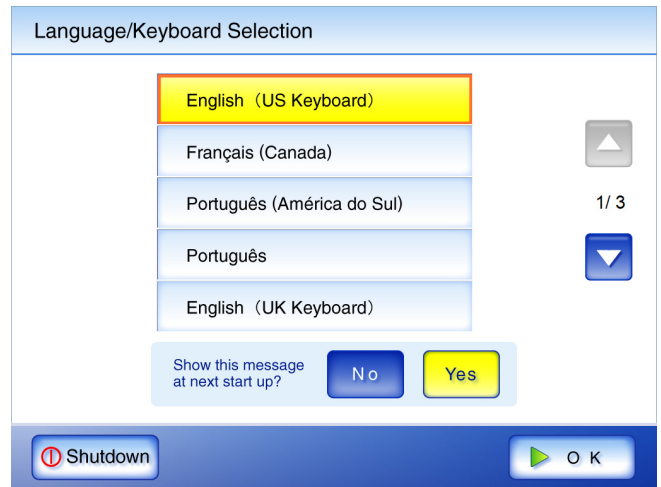 Language/Keyboard Selection
English（US Keyboard）
Français (Canada)
Português (América do Sul)
1/ 3
Português
English（UK Keyboard）
Show this message
at next start up?
No
Yes
Shutdown
OK